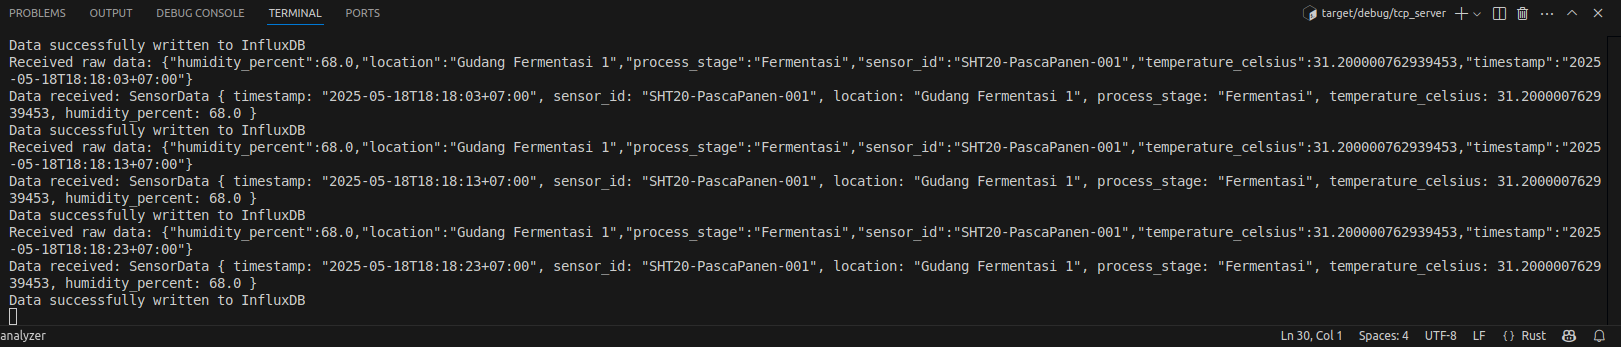 PROBLEMS OUTPUT DEBUG CONSOLE TERMINAL PORTS target/debug/tcp_server
Data successfully written to InfluxDB
Received raw data: {"humidity_percent":68.0,"location":"Gudang Fermentasi 1","process_stage":"Fermentasi","sensor_id":"SHT20-PascaPanen-001","temperature_celsius":31.200000762939453,"timestamp":"2025
-05-18T18:18:03+07:00"}
Data received: SensorData { timestamp: "2025-05-18T18:18:03+07:00", sensor_id: "SHT20-PascaPanen-001", location: "Gudang Fermentasi 1", process_stage: "Fermentasi", temperature_celsius: 31.2000007629
39453, humidity_percent: 68.0 }
Data successfully written to InfluxDB
Received raw data: {"humidity_percent":68.0,"location":"Gudang Fermentasi 1","process_stage":"Fermentasi","sensor_id":"SHT20-PascaPanen-001","temperature_celsius":31.200000762939453,"timestamp":"2025
-05-18T18:18:13+07:00"}
Data received: SensorData { timestamp: "2025-05-18T18:18:13+07:00", sensor_id: "SHT20-PascaPanen-001", location: "Gudang Fermentasi 1", process_stage: "Fermentasi", temperature_celsius: 31.2000007629
39453, humidity_percent: 68.0 }
Data successfully written to InfluxDB
Received raw data: {"humidity_percent":68.0,"location":"Gudang Fermentasi 1","process_stage":"Fermentasi","sensor_id":"SHT20-PascaPanen-001","temperature_celsius":31.200000762939453,"timestamp":"2025
-05-18T18:18:23+07:00"}
Data received: SensorData { timestamp: "2025-05-18T18:18:23+07:00", sensor_id: "SHT20-PascaPanen-001", location: "Gudang Fermentasi 1", process_stage: "Fermentasi", temperature_celsius: 31.2000007629
39453, humidity_percent: 68.0 }
Data successfully written to InfluxDB
analyzer Ln 30, Col 1 Spaces: 4 UTF-8 LF {} Rust